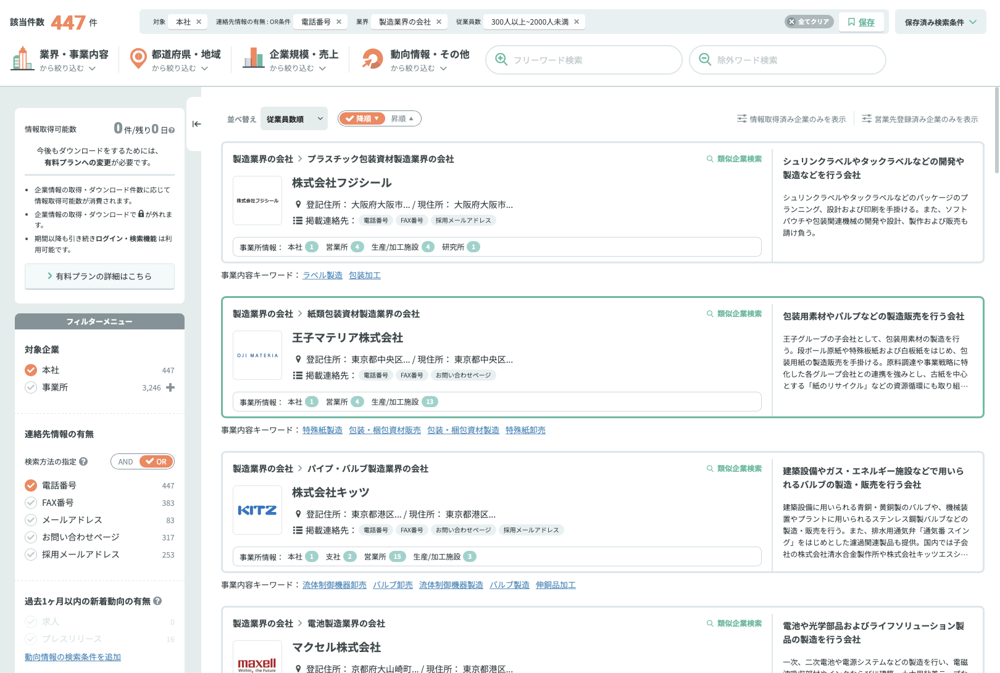 該当件数 447 件
対象 本社 × 連絡先情報の有無 : OR条件 電話番号 × 業界 製造業界の会社 × 従業員数 300人以上~2000人未満 ×
全てクリア
保存
保存済み検索条件
業界・事業内容
から絞り込む
都道府県・地域
から絞り込む
企業規模・売上
から絞り込む
動向情報・その他
から絞り込む
フリーワード検索
除外ワード検索
情報取得可能数 0 件/残り0 日
今後もダウンロードをするためには、
有料プランへの変更が必要です。
• 企業情報の取得・ダウンロード件数に応じて
情報取得可能数が消費されます。
• 企業情報の取得・ダウンロードで が外れま
す。
• 期間以降も引き続きログイン・検索機能 は利
用可能です。
有料プランの詳細はこちら
フィルターメニュー
対象企業
本社 447
事業所 3,246
連絡先情報の有無
検索方法の指定 AND OR
電話番号 447
FAX番号 383
メールアドレス 83
お問い合わせページ 317
採用メールアドレス 253
過去1ヶ月以内の新着動向の有無
求人 0
プレスリリース 16
動向情報の検索条件を追加
並べ替え 従業員数順 降順 ▼ 昇順 ▲
情報取得済み企業のみを表示 営業先登録済み企業のみを表示
製造業界の会社 > プラスチック包装資材製造業界の会社
類似企業検索
株式会社フジシール
株式会社フジシール
登記住所： 大阪府大阪市... / 現住所： 大阪府大阪市...
掲載連絡先： 電話番号 FAX番号 採用メールアドレス
事業所情報： 本社 1 営業所 4 生産/加工施設 4 研究所 1
シュリンクラベルやタックラベルなどの開発や
製造などを行う会社
シュリンクラベルやタックラベルなどのパッケージのプ
ランニング、設計および印刷を手掛ける。また、ソフト
パウチや包装関連機械の開発や設計、製作および販売も
請け負う。
事業内容キーワード： ラベル製造 包装加工
製造業界の会社 > 紙類包装資材製造業界の会社
類似企業検索
OJI MATERIA
王子マテリア株式会社
登記住所： 東京都中央区... / 現住所： 東京都中央区...
掲載連絡先： 電話番号 FAX番号 お問い合わせページ
事業所情報： 本社 1 営業所 4 生産/加工施設 13
包装用素材やパルプなどの製造販売を行う会社
王子グループの子会社として、包装用素材の製造を行
う。段ボール原紙や特殊板紙および白板紙をはじめ、包
装用紙の製造販売を手掛ける。原料調達や事業戦略に特
化した各グループ会社との連携を強みとし、古紙を中心
とする「紙のリサイクル」などの資源循環にも取り組…
事業内容キーワード： 特殊紙製造 包装・梱包資材販売 包装・梱包資材製造 特殊紙卸売
製造業界の会社 > パイプ・バルブ製造業界の会社
類似企業検索
KITZ
株式会社キッツ
登記住所： 東京都港区... / 現住所： 東京都港区...
掲載連絡先： 電話番号 FAX番号 お問い合わせページ 採用メールアドレス
事業所情報： 本社 1 支社 2 営業所 15 生産/加工施設 3
建築設備やガス・エネルギー施設などで用いら
れるバルブの製造・販売を行う会社
建築設備に用いられる青銅・黄銅製のバルブや、機械装
置やプラントに用いられるステンレス鋼製バルブなどの
製造・販売を行う。また、排水用通気弁「通気番 スイン
グ」をはじめとした濾過関連製品も提供。国内では子会
社の株式会社清水合金製作所や株式会社キッツエスシ…
事業内容キーワード： 流体制御機器卸売 バルブ卸売 流体制御機器製造 バルブ製造 伸銅品加工
製造業界の会社 > 電池製造業界の会社
類似企業検索
maxell
Within, the Future
マクセル株式会社
登記住所： 京都府大山崎町... / 現住所： 東京都港区...
電池や光学部品およびライフソリューション製
品の製造を行う会社
一次、二次電池や電源システムなどの製造を行い、電磁